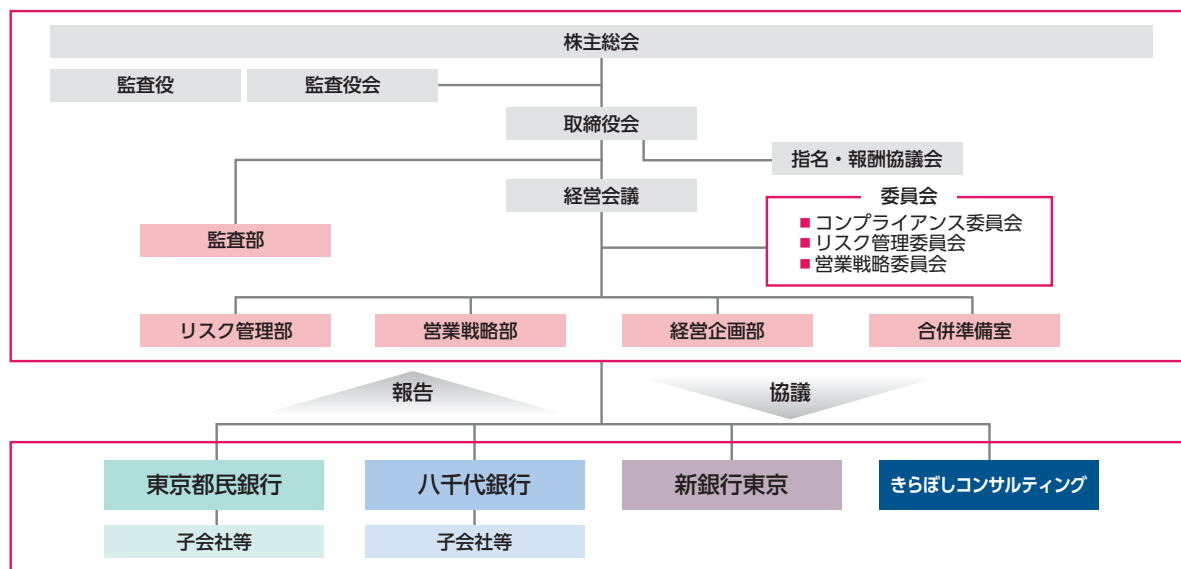 株主総会
監査役
監査役会
取締役会
指名・報酬協議会
経営会議
委員会
■ コンプライアンス委員会
■ リスク管理委員会
■ 営業戦略委員会
監査部
リスク管理部
営業戦略部
経営企画部
合併準備室
報告
協議
東京都民銀行
八千代銀行
新銀行東京
きらぼしコンサルティング
子会社等
子会社等